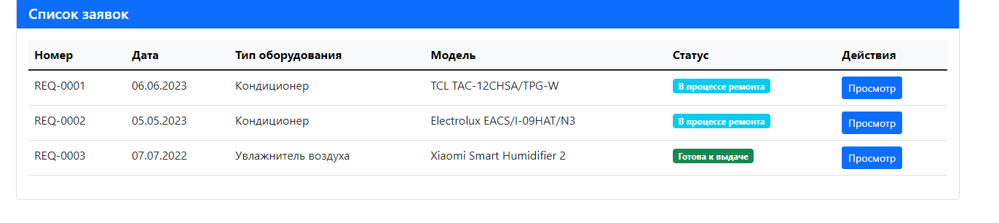 Список заявок
Номер Дата Тип оборудования Модель Статус Действия
REQ-0001 06.06.2023 Кондиционер TCL TAC-12CHSA/TPG-W В процессе ремонта Просмотр
REQ-0002 05.05.2023 Кондиционер Electrolux EACS/I-09HAT/N3 В процессе ремонта Просмотр
REQ-0003 07.07.2022 Увлажнитель воздуха Xiaomi Smart Humidifier 2 Готова к выдаче Просмотр